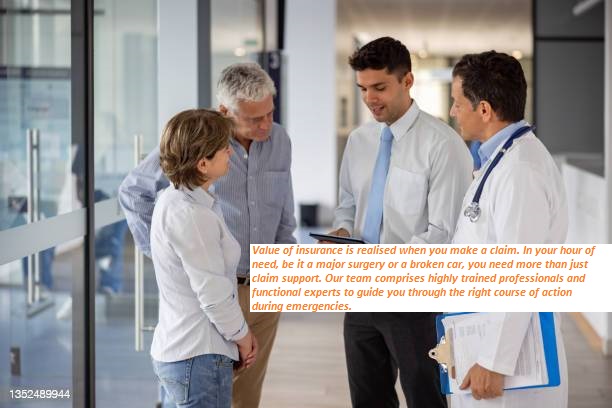 Value of insurance is realised when you make a claim. In your hour of
need, be it a major surgery or a broken car, you need more than just
claim support. Our team comprises highly trained professionals and
functional experts to guide you through the right course of action
during emergencies.
1352489944